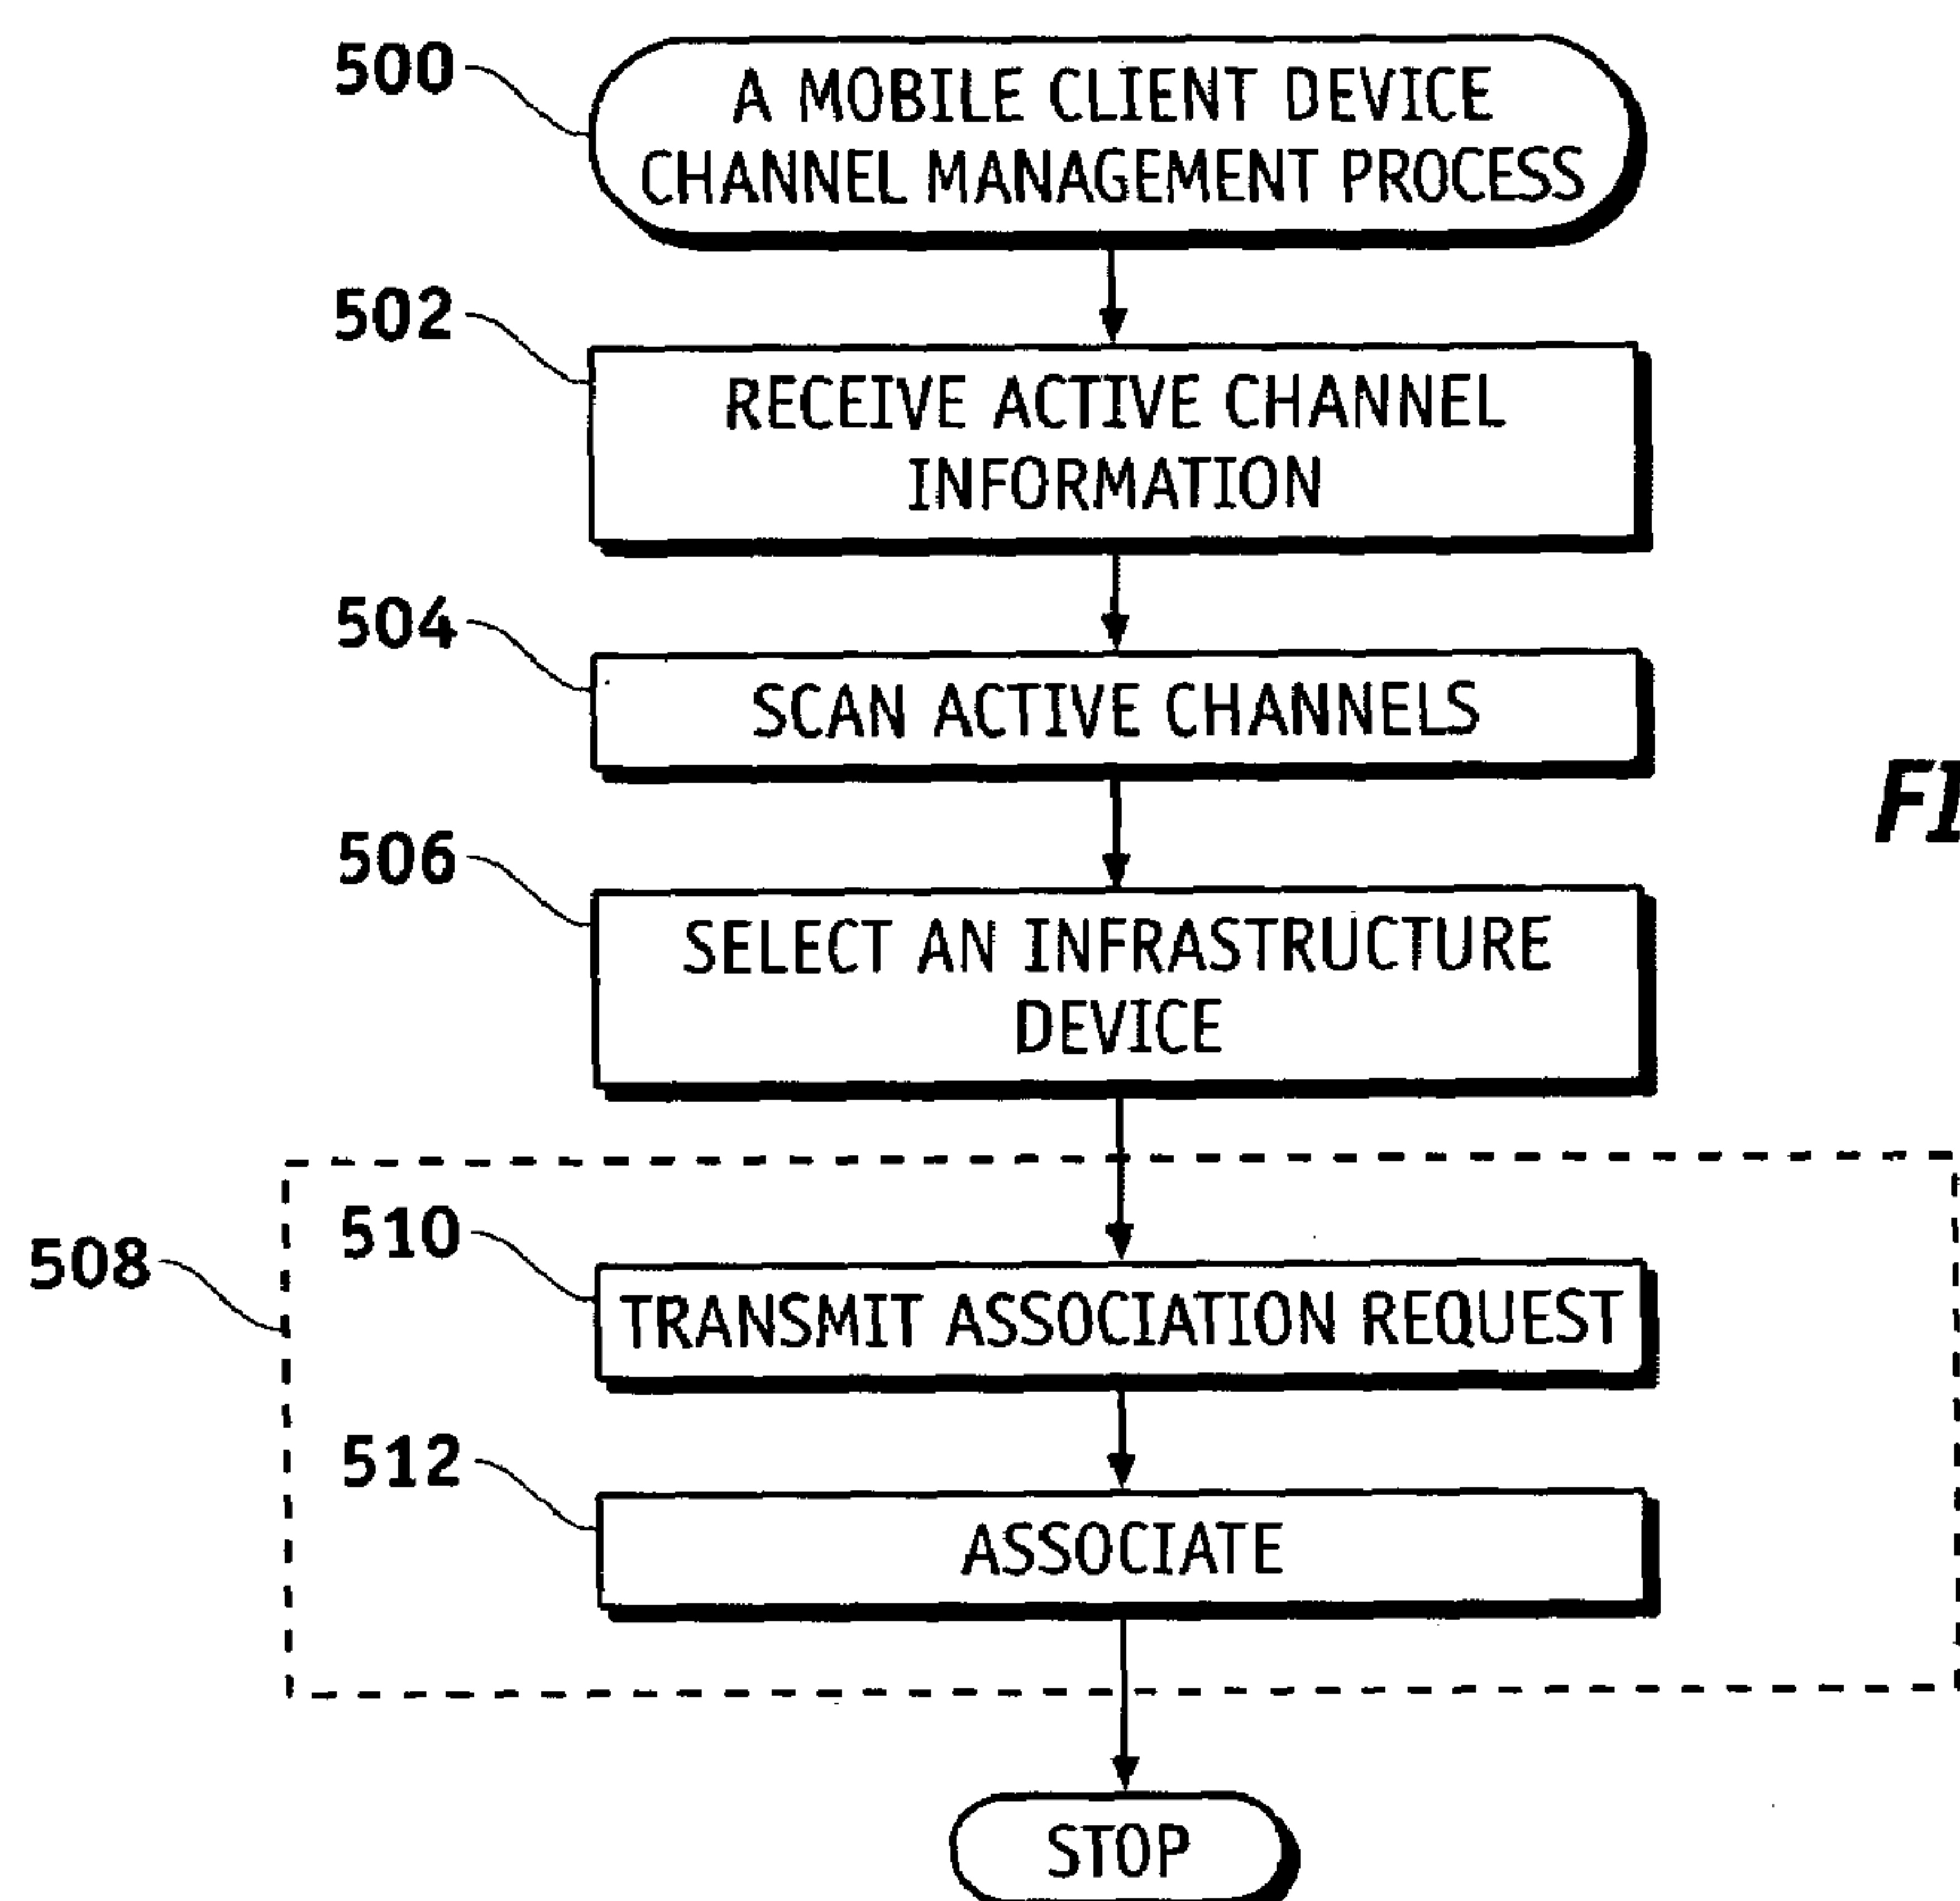 500
A MOBILE CLIENT DEVICE
CHANNEL MANAGEMENT PROCESS
502
RECEIVE ACTIVE CHANNEL
INFORMATION
504
SCAN ACTIVE CHANNELS
FI
506
SELECT AN INFRASTRUCTURE
DEVICE
508
510
TRANSMIT ASSOCIATION REQUEST
512
ASSOCIATE
STOP